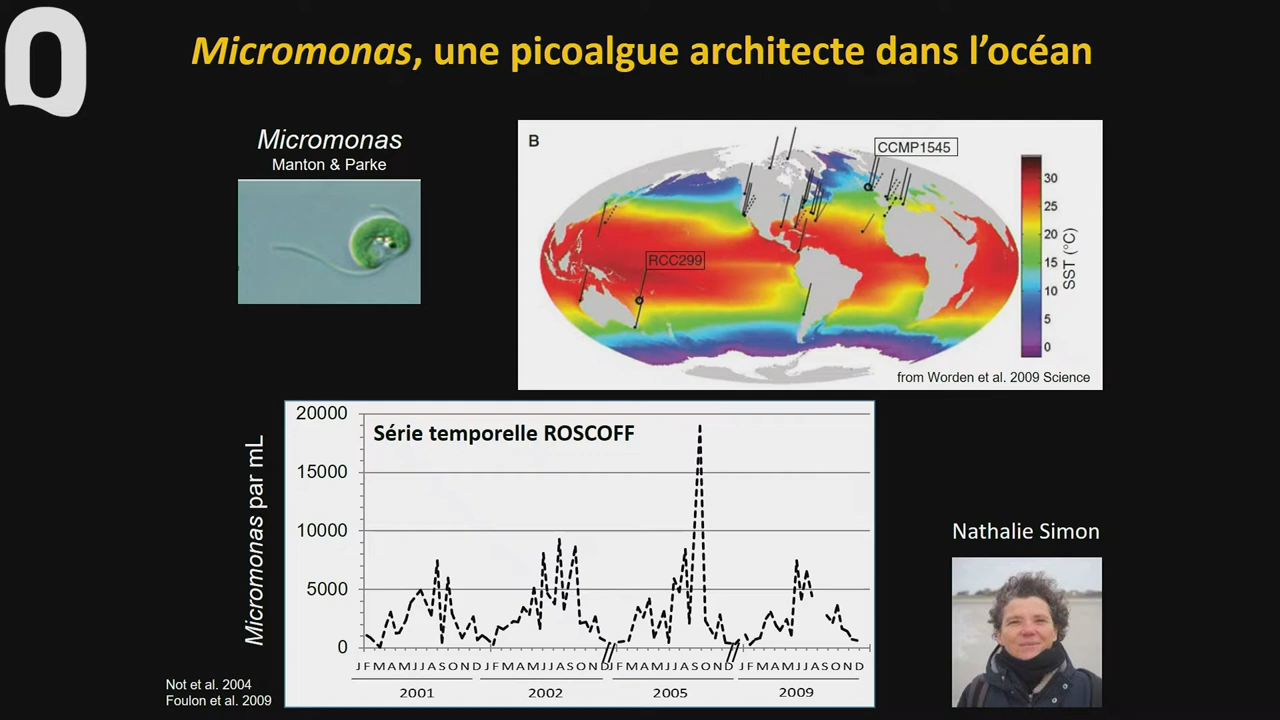 Q
Micromonas, une picoalgue architecte dans l'océan
Micromonas
Manton & Parke
B
CCMP1545
RCC299
30
25
20
15
10
5
0
SST (°C)
from Worden et al. 2009 Science
Série temporelle ROSCOFF
20000
15000
10000
5000
0
Micromonas par mL
J F M A M J J A S O N D J F M A M J J A S O N D J F M A M J J A S O N D J F M A M J J A S O N D
2001 2002 2005 2009
Nathalie Simon
Not et al. 2004
Foulon et al. 2009